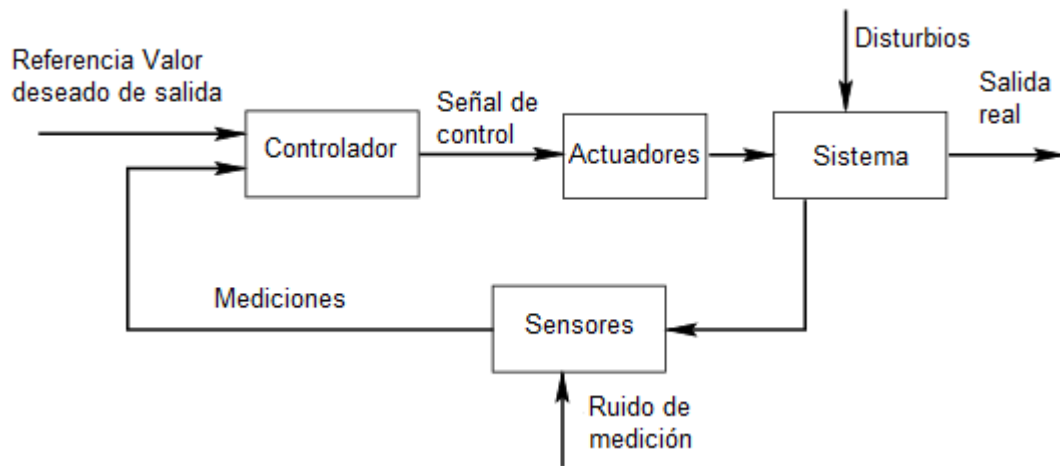 Referencia Valor
deseado de salida
Controlador
Señal de
control
Actuadores
Disturbios
Sistema
Salida
real
Mediciones
Sensores
Ruido de
medición